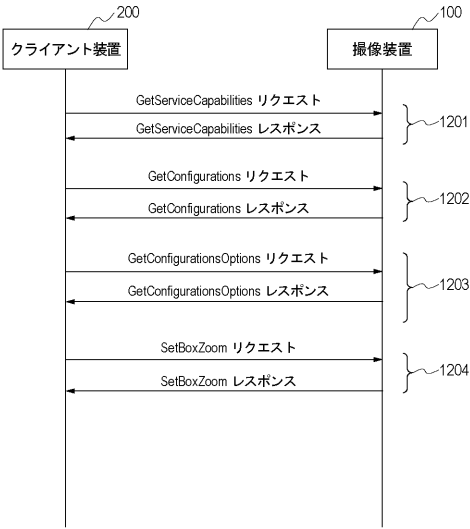 200
100
クライアント装置
撮像装置
GetServiceCapabilities リクエスト
GetServiceCapabilities レスポンス
1201
GetConfigurations リクエスト
GetConfigurations レスポンス
1202
GetConfigurationsOptions リクエスト
GetConfigurationsOptions レスポンス
1203
SetBoxZoom リクエスト
SetBoxZoom レスポンス
1204